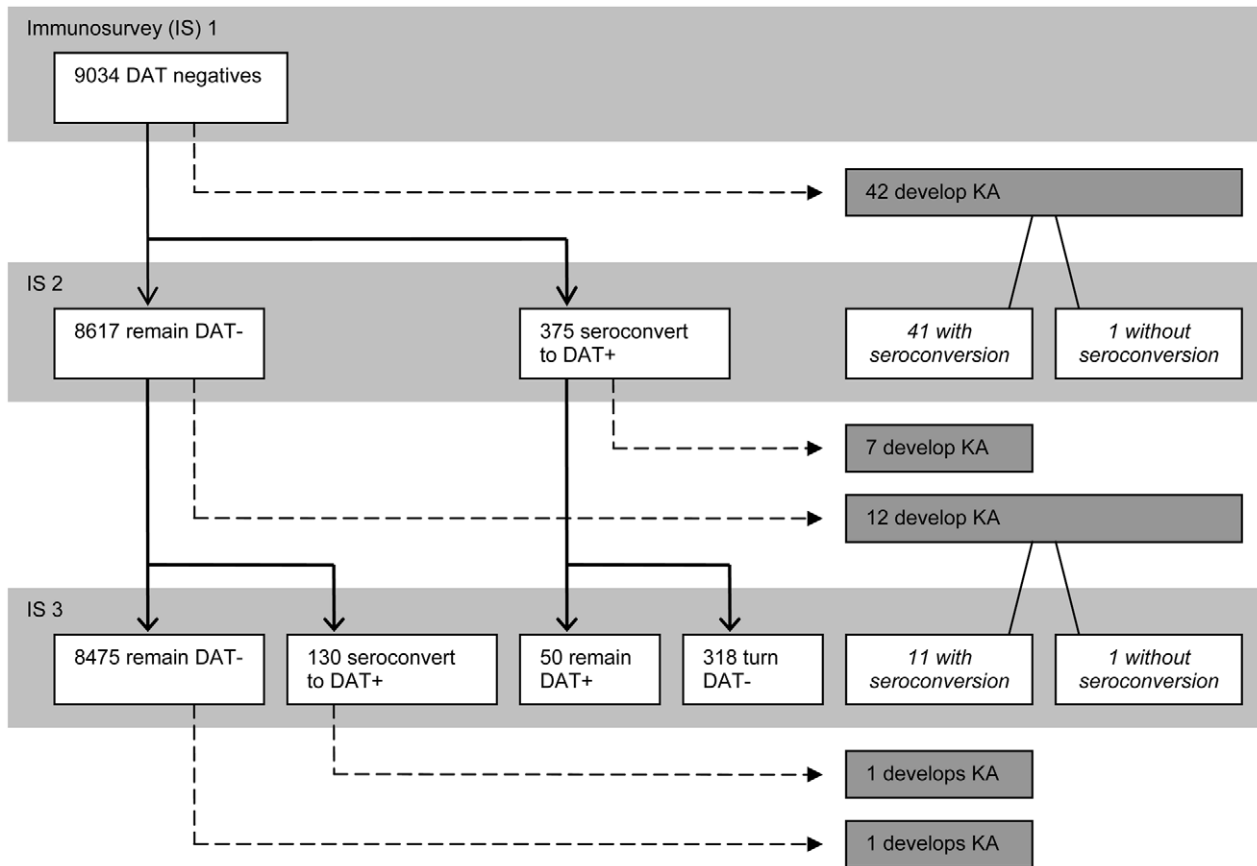 Immunosurvey (IS) 1
9034 DAT negatives
42 develop KA
IS 2
8617 remain DAT-
375 seroconvert
to DAT+
41 with
seroconversion
1 without
seroconversion
7 develop KA
12 develop KA
IS 3
8475 remain DAT-
130 seroconvert
to DAT+
50 remain
DAT+
318 turn
DAT-
11 with
seroconversion
1 without
seroconversion
1 develops KA
1 develops KA